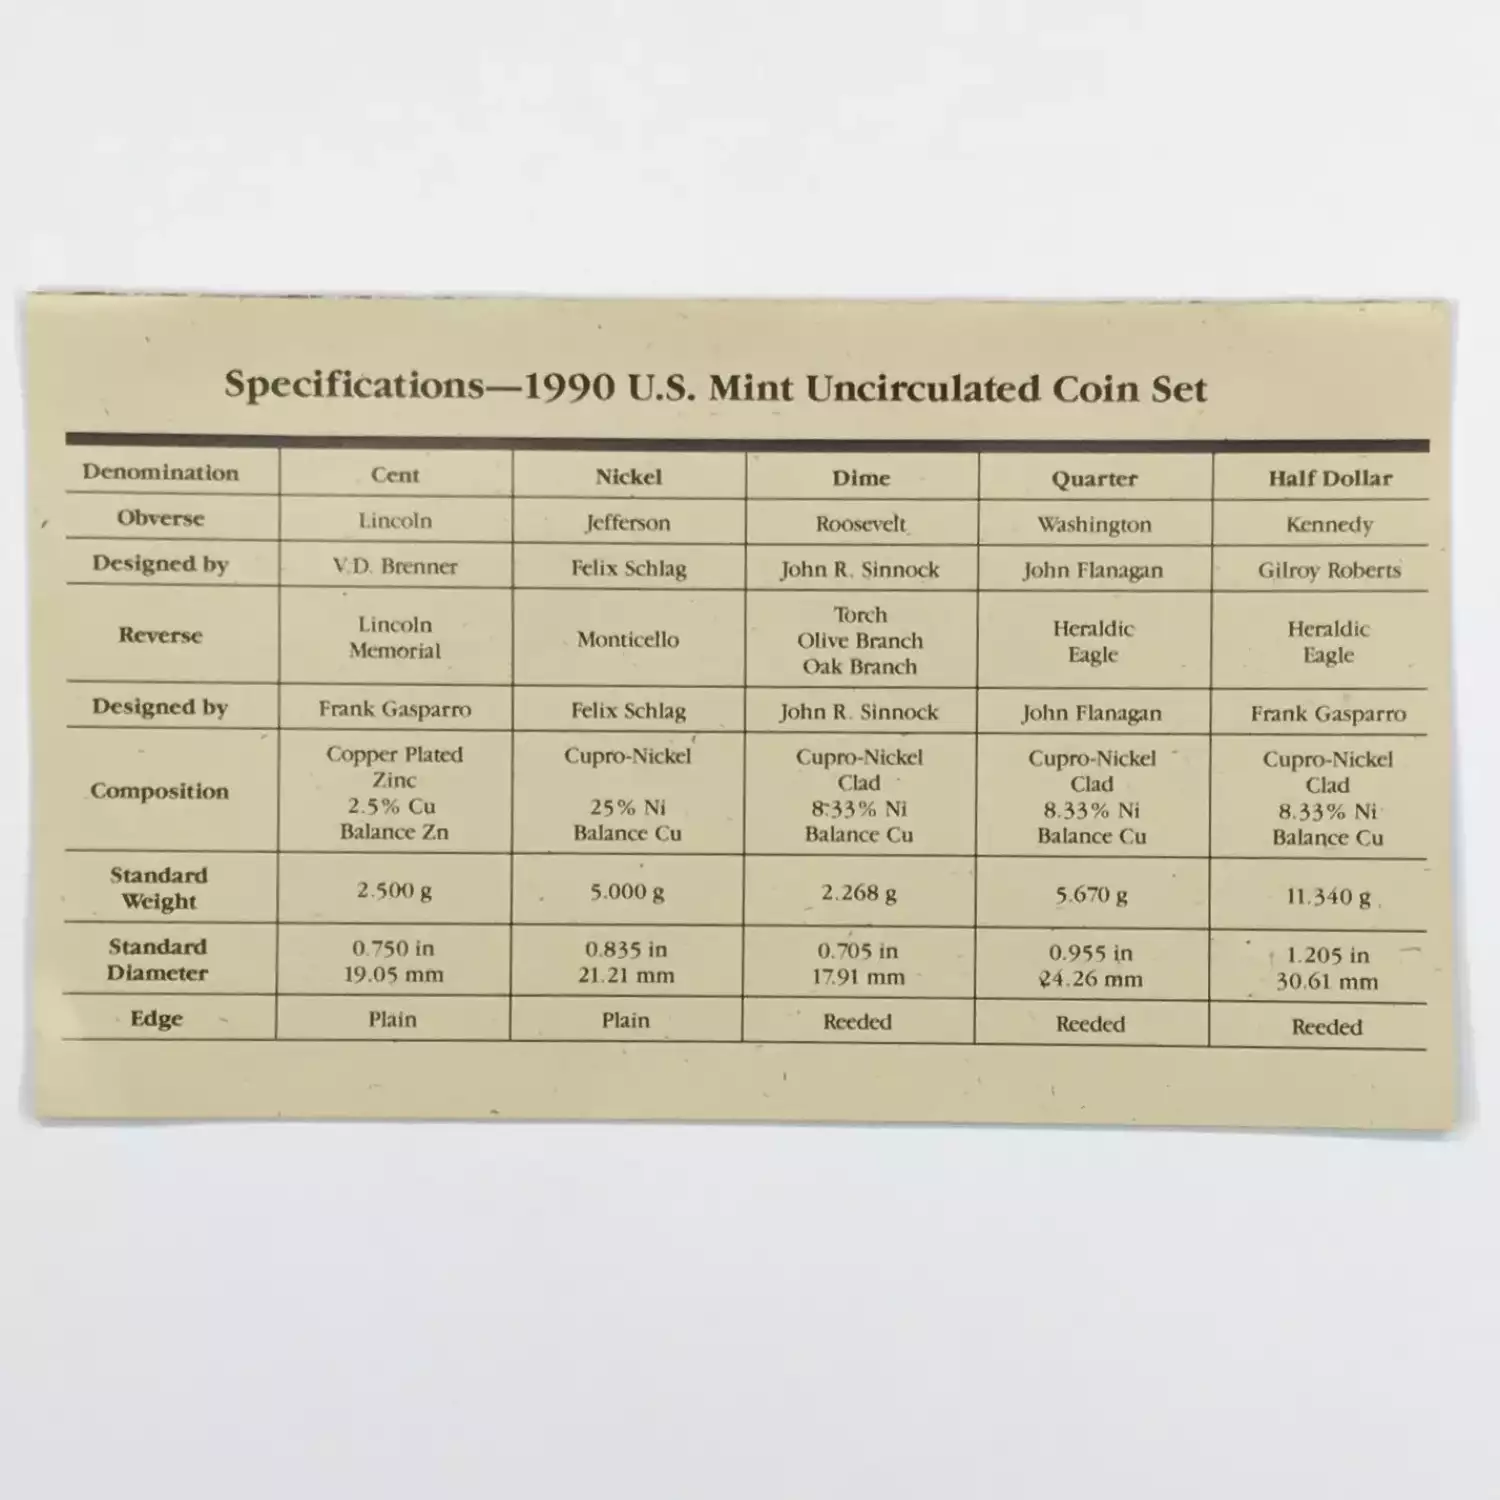 Specifications—1990 U.S. Mint Uncirculated Coin Set
Denomination Cent Nickel Dime Quarter Half Dollar
Obverse Lincoln Jefferson Roosevelt Washington Kennedy
Designed by V.D. Brenner Felix Schlag John R. Sinnock John Flanagan Gilroy Roberts
Reverse
Lincoln
Memorial
Monticello
Torch
Olive Branch
Oak Branch
Heraldic
Eagle
Heraldic
Eagle
Designed by Frank Gasparro Felix Schlag John R. Sinnock John Flanagan Frank Gasparro
Composition
Copper Plated
Zinc
2.5% Cu
Balance Zn
Cupro-Nickel
25% Ni
Balance Cu
Cupro-Nickel
Clad
8.33% Ni
Balance Cu
Cupro-Nickel
Clad
8.33% Ni
Balance Cu
Cupro-Nickel
Clad
8.33% Ni
Balance Cu
Standard
Weight
2.500 g 5.000 g 2.268 g 5.670 g 11.340 g
Standard
Diameter
0.750 in
19.05 mm
0.835 in
21.21 mm
0.705 in
17.91 mm
0.955 in
24.26 mm
1.205 in
30.61 mm
Edge Plain Plain Reeded Reeded Reeded